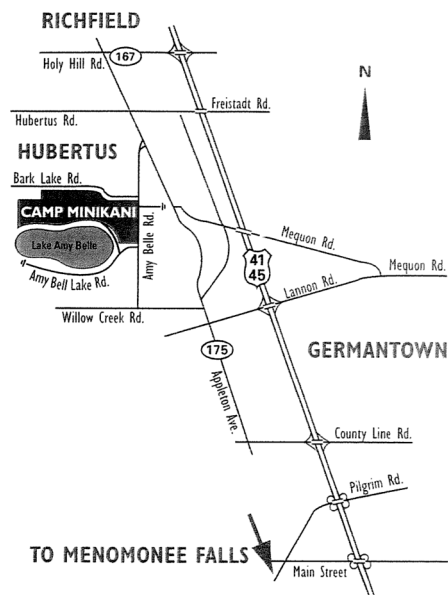 RICHFIELD
167
Holy Hill Rd.
N
Freistadt Rd.
Hubertus Rd.
HUBERTUS
Bark Lake Rd.
CAMP MINIKANI
Lake Amy Belle
Amy Bell Lake Rd.
Amy Belle Rd.
Mequon Rd.
Mequon Rd.
41
45
Lannon Rd.
Willow Creek Rd.
175
GERMANTOWN
Appleton Ave.
County Line Rd.
Pilgrim Rd.
TO MENOMONEE FALLS
Main Street